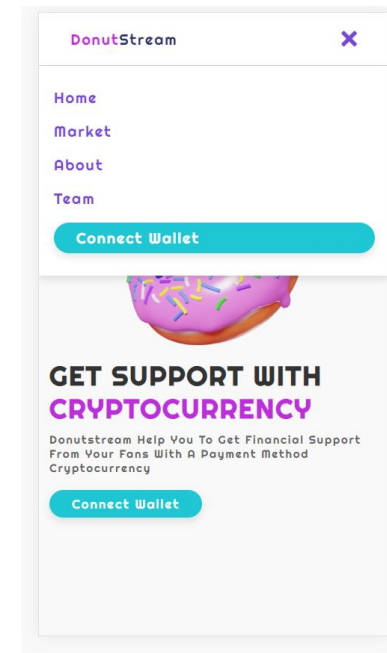 DonutStream
Home
Market
About
Team
Connect Wallet
GET SUPPORT WITH
CRYPTOCURRENCY
Donutstream Help You To Get Financial Support
From Your Fans With A Payment Method
Cryptocurrency
Connect Wallet